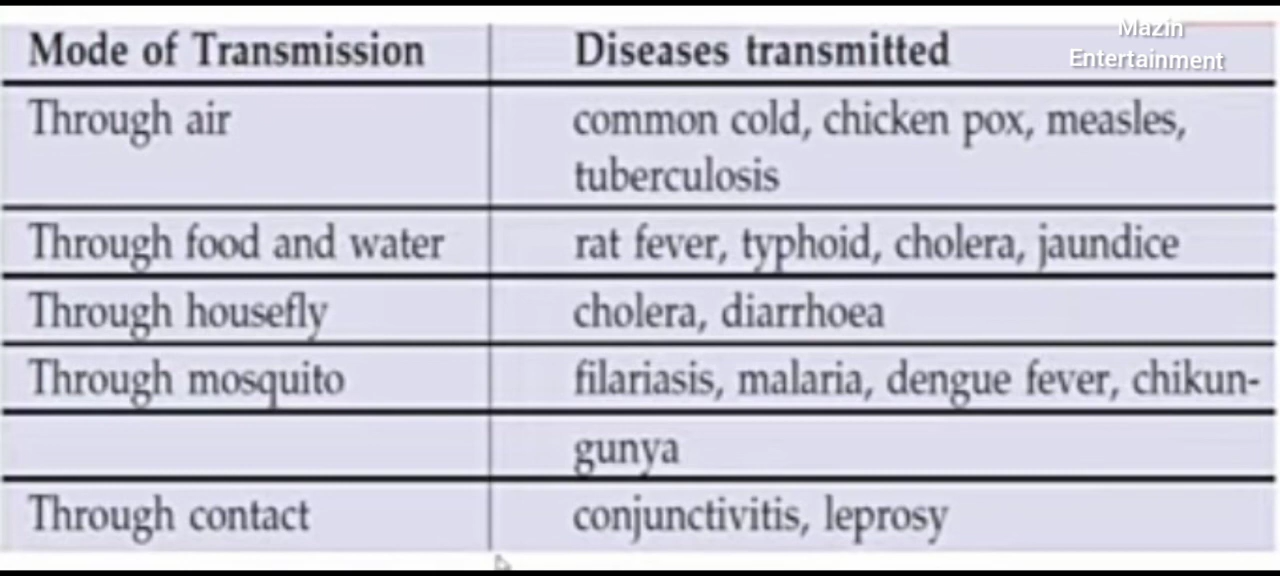 Mazin
Entertainment
Mode of Transmission Diseases transmitted
Through air common cold, chicken pox, measles,
tuberculosis
Through food and water rat fever, typhoid, cholera, jaundice
Through housefly cholera, diarrhoea
Through mosquito filariasis, malaria, dengue fever, chikun-
gunya
Through contact conjunctivitis, leprosy